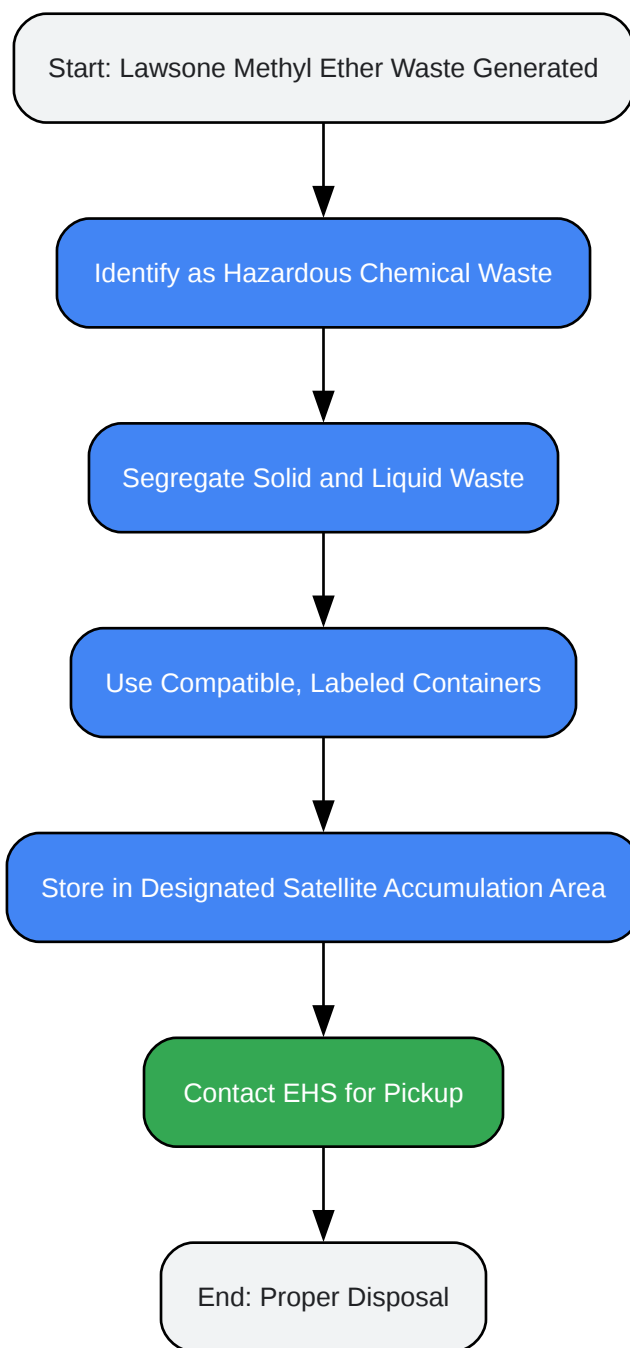 Start: Lawsone Methyl Ether Waste Generated
Identify as Hazardous Chemical Waste
Segregate Solid and Liquid Waste
Use Compatible, Labeled Containers
Store in Designated Satellite Accumulation Area
Contact EHS for Pickup
End: Proper Disposal